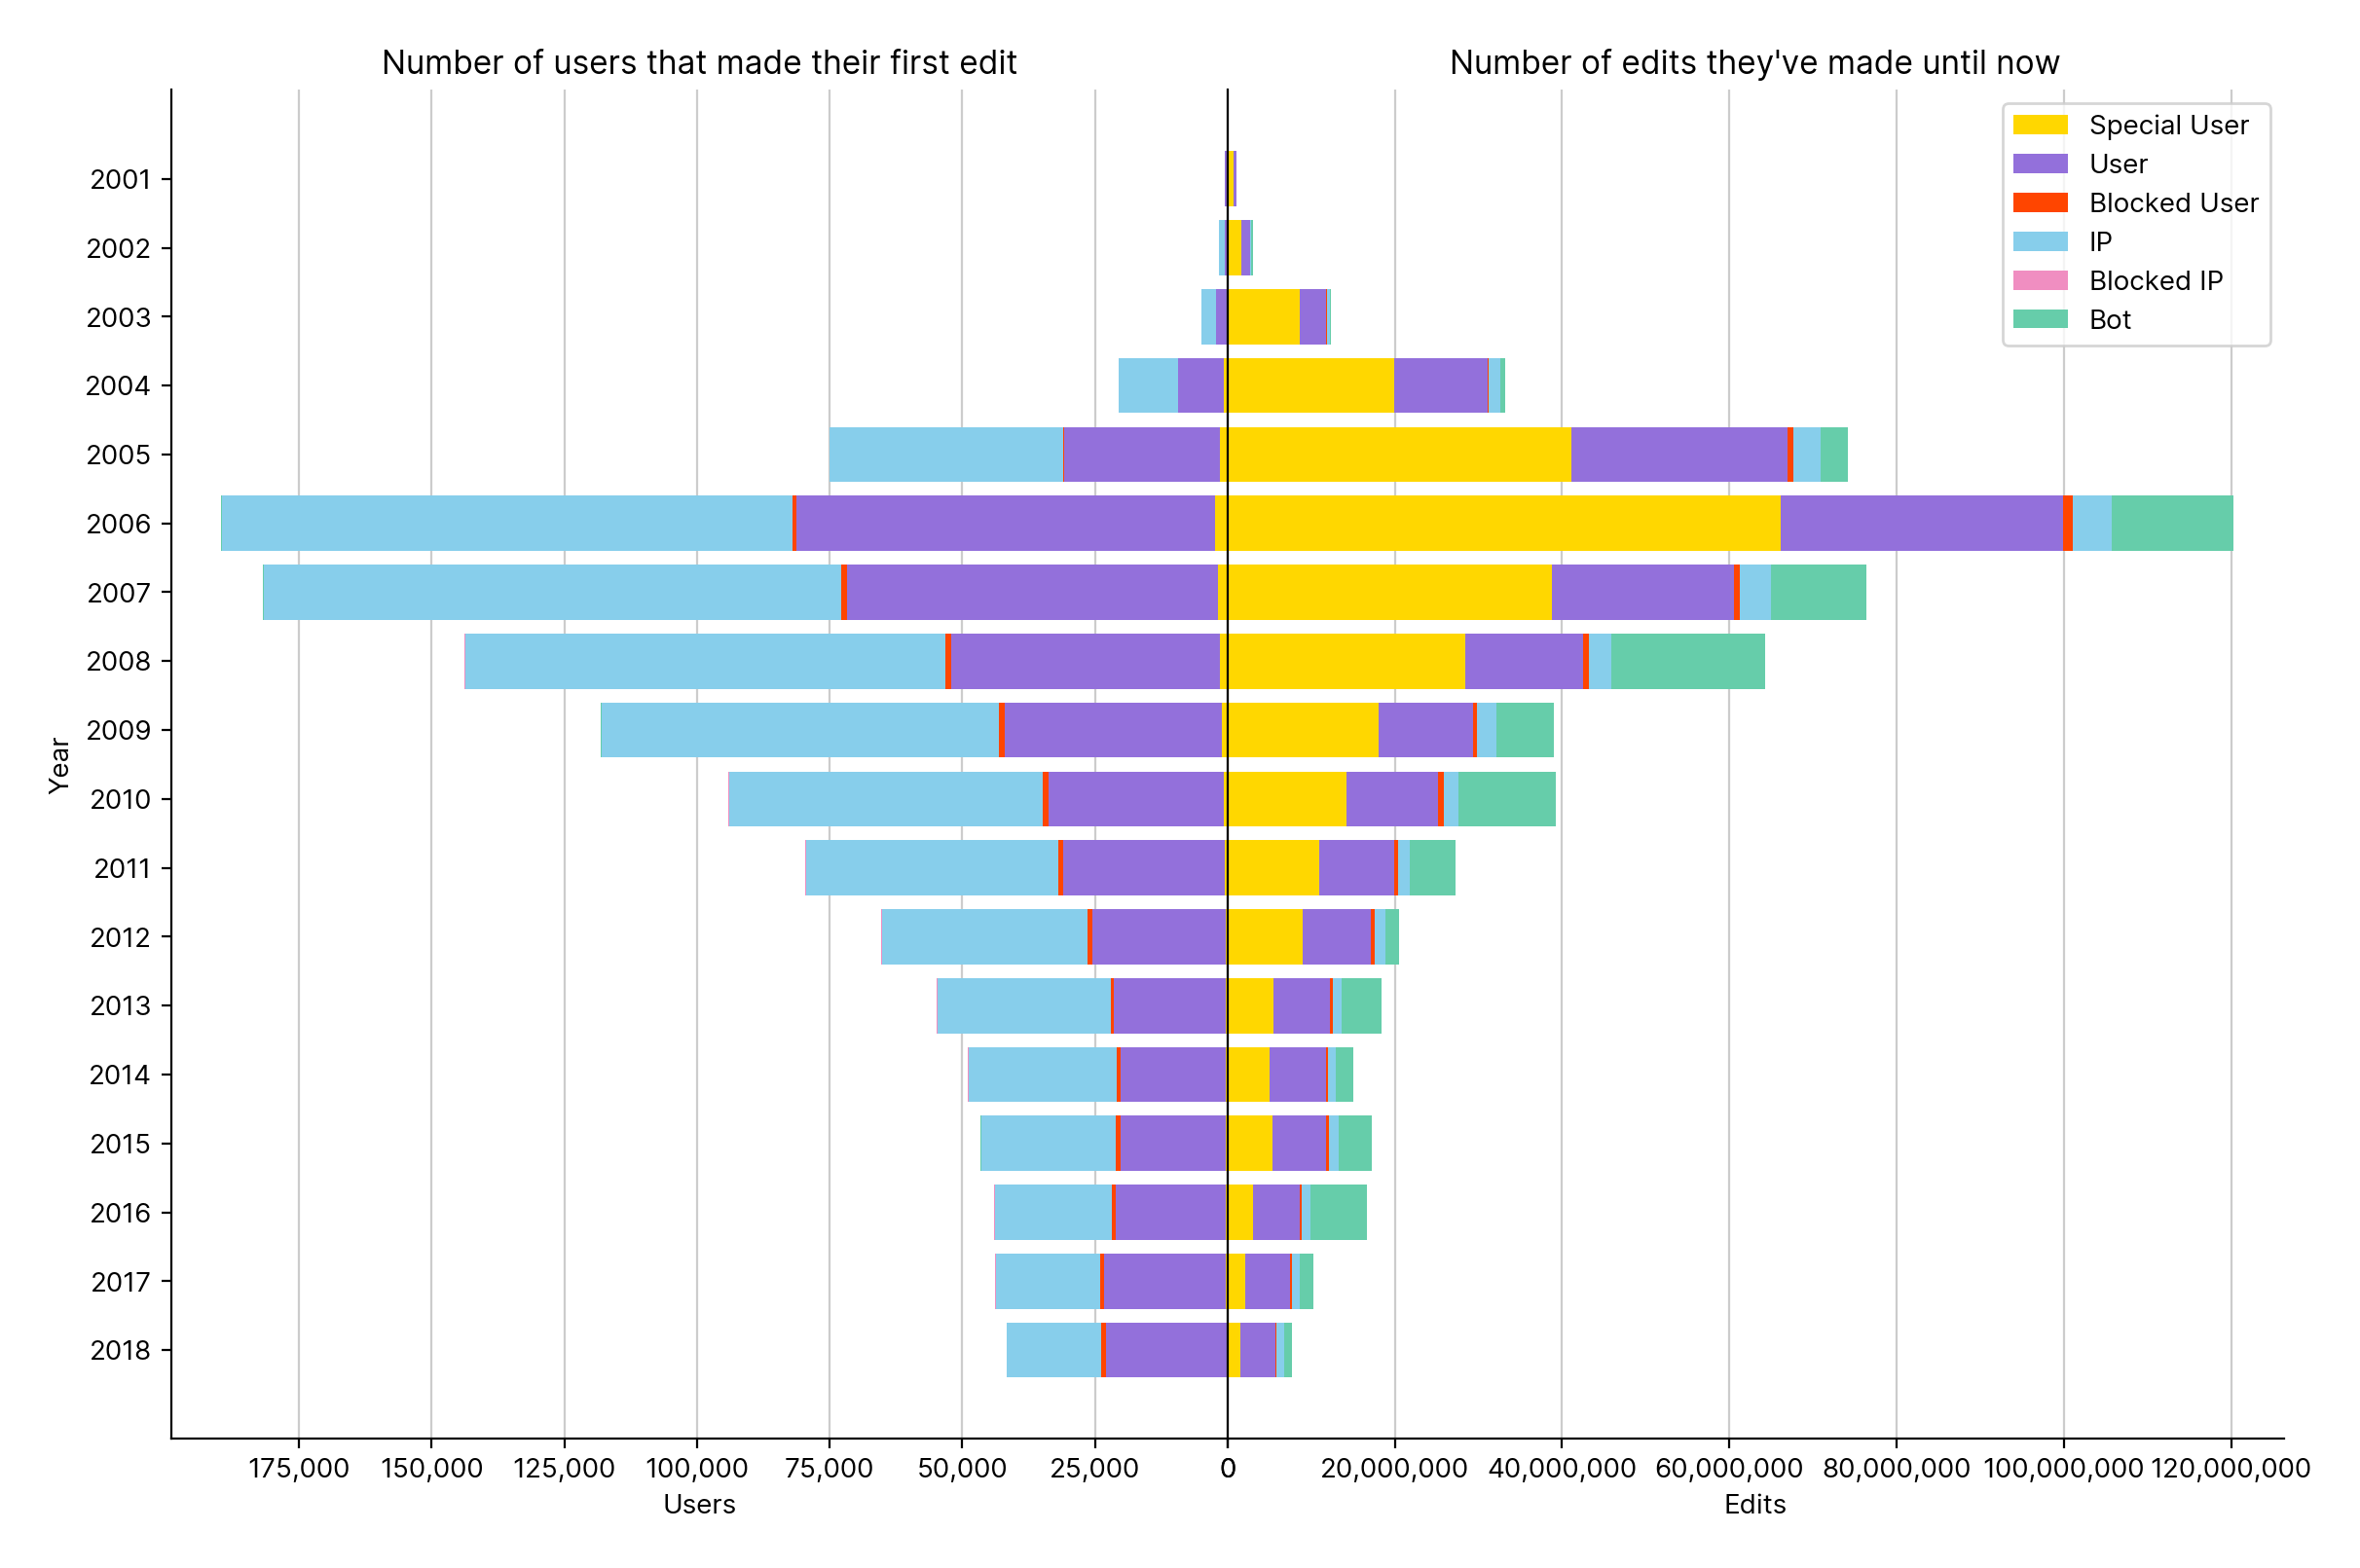 Number of users that made their first edit
Number of edits they've made until now
Special User
User
Blocked User
IP
Blocked IP
Bot
Year
2001
2002
2003
2004
2005
2006
2007
2008
2009
2010
2011
2012
2013
2014
2015
2016
2017
2018
175,000 150,000 125,000 100,000 75,000 50,000 25,000 0 20,000,000 40,000,000 60,000,000 80,000,000 100,000,000 120,000,000
Users
Edits